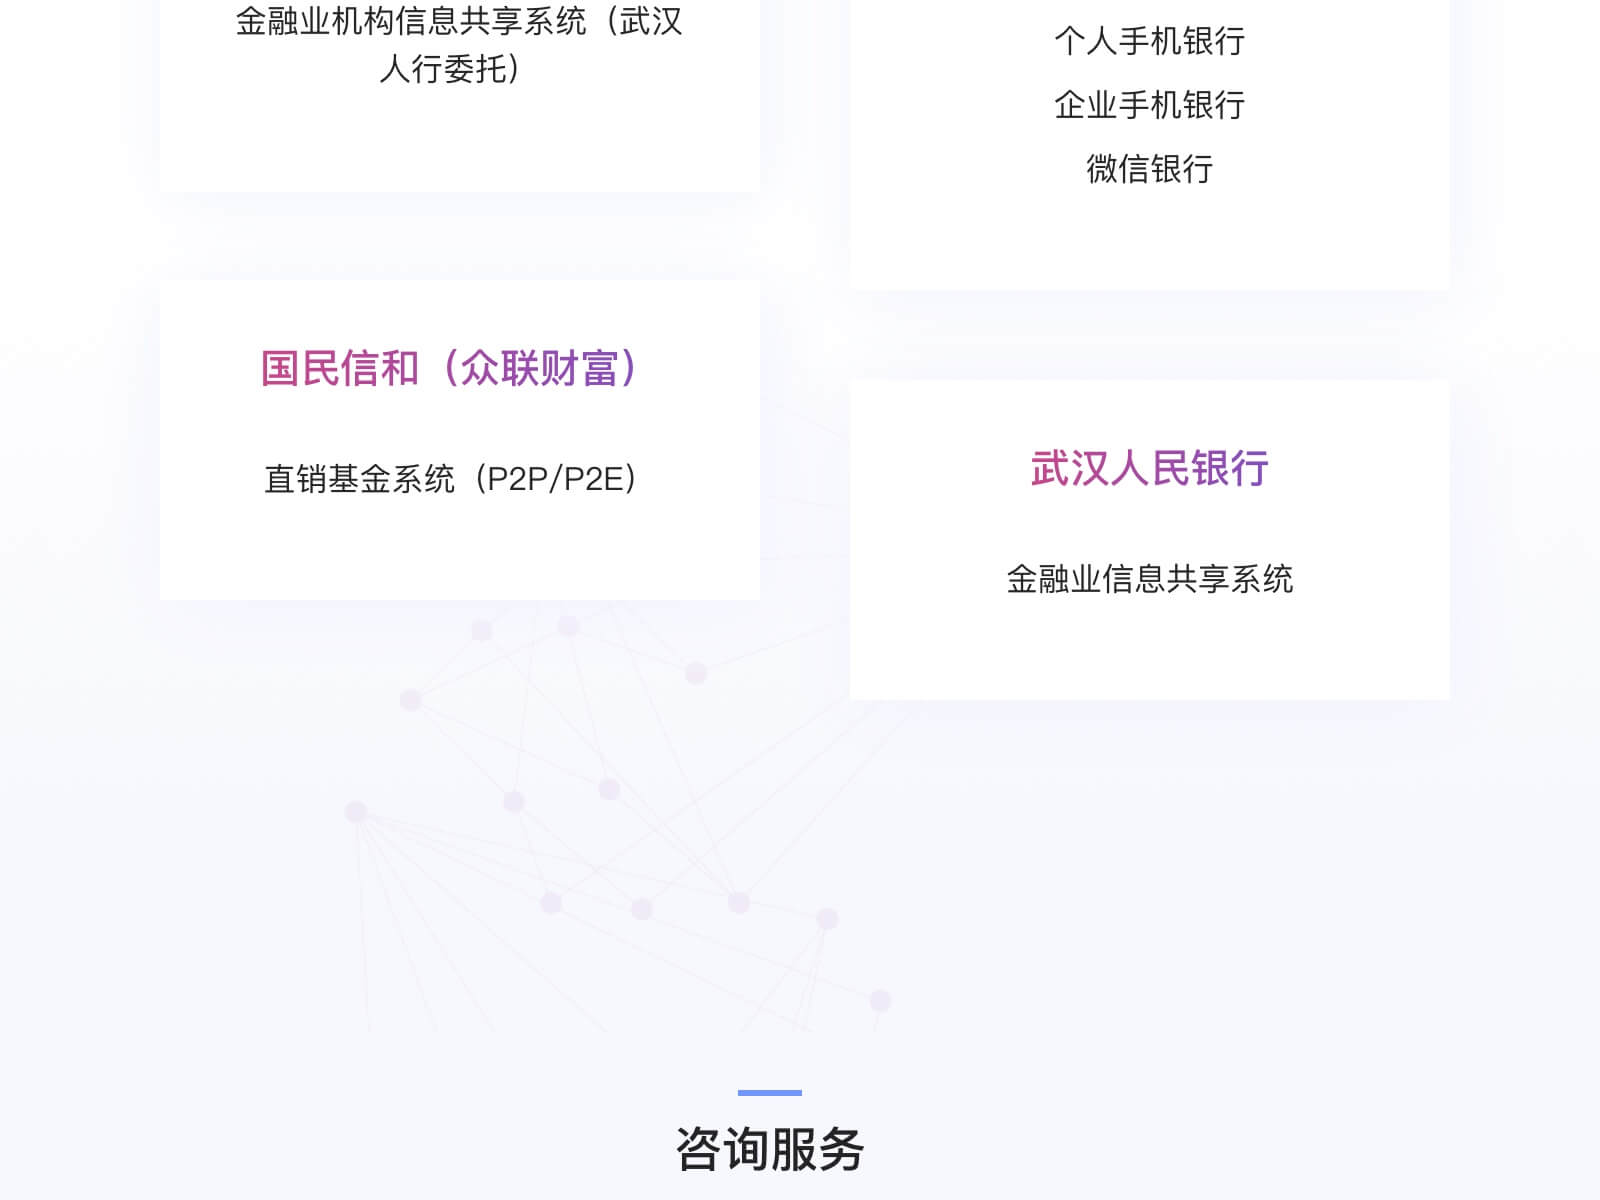 金融业机构信息共享系统（武汉
人行委托）
个人手机银行
企业手机银行
微信银行
国民信和（众联财富）
直销基金系统（P2P/P2E）
武汉人民银行
金融业信息共享系统
咨询服务